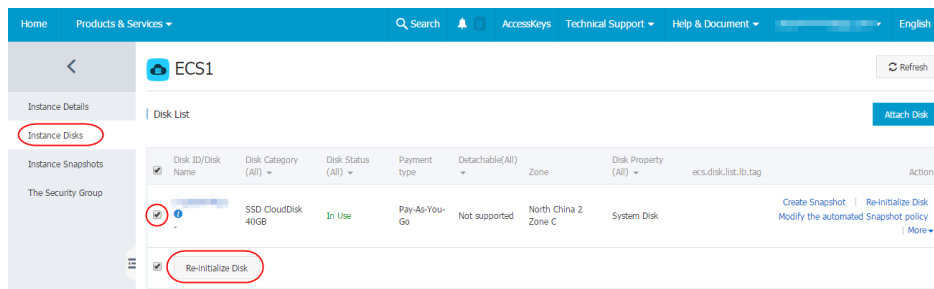 Home Products & Services Search AccessKeys Technical Support Help & Document English
ECS1
Refresh
Instance Details
Disk List
Attach Disk
Instance Disks
Instance Snapshots
The Security Group
Disk ID/Disk Name
Disk Category (All)
Disk Status (All)
Payment type
Detachable(All)
Zone
Disk Property (All)
ecs.disk.list.lb.tag
Action
-
SSD CloudDisk 40GB
In Use
Pay-As-You-Go
Not supported
North China 2 Zone C
System Disk
Create Snapshot | Re-initialize Disk
Modify the automated Snapshot policy
| More
Re-initialize Disk